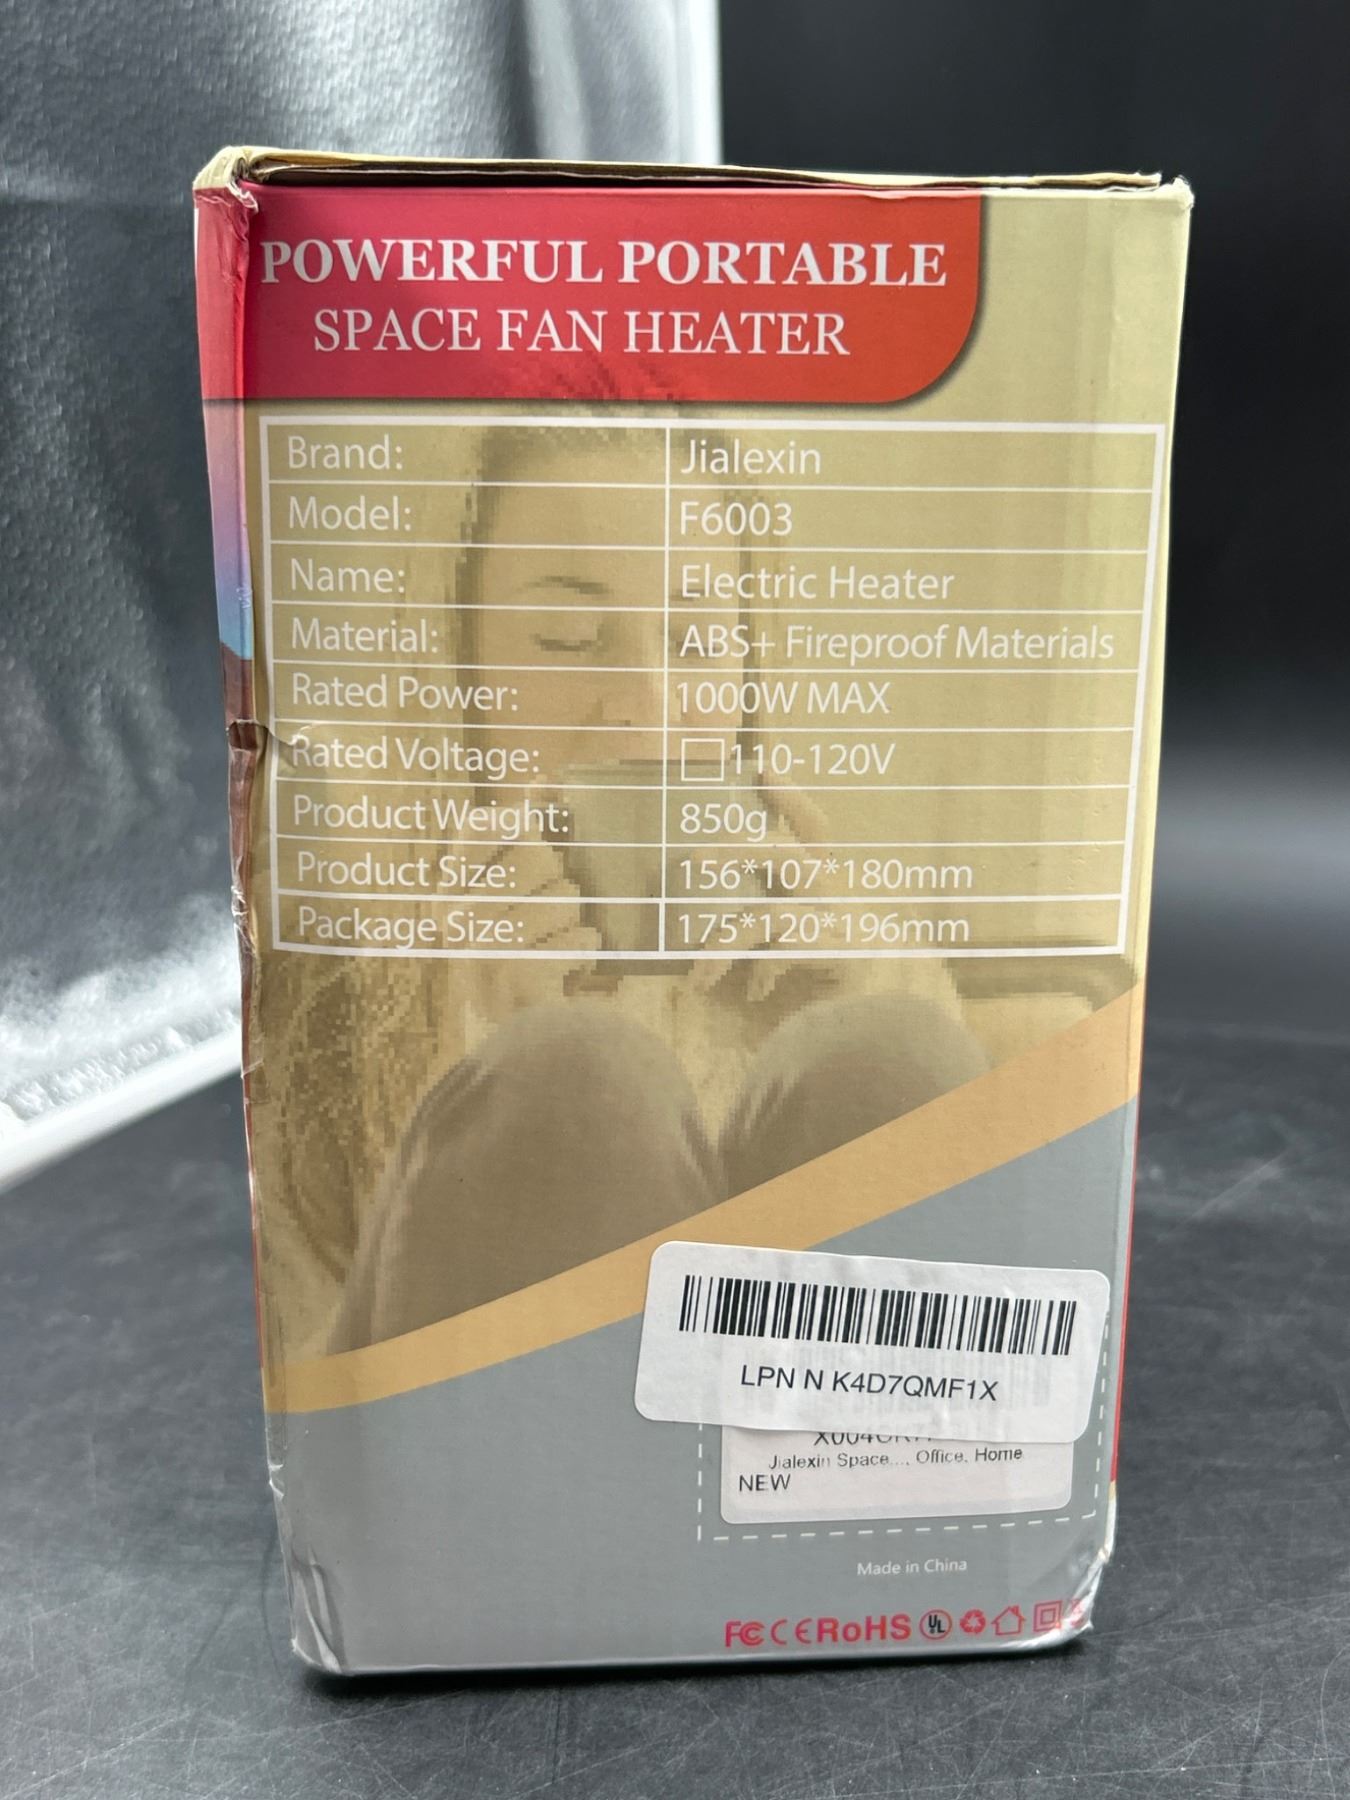 POWERFUL PORTABLE
SPACE FAN HEATER
Brand: Jialexin
Model: F6003
Name: Electric Heater
Material: ABS+ Fireproof Materials
Rated Power: 1000W MAX
Rated Voltage: 110-120V
Product Weight: 850g
Product Size: 156*107*180mm
Package Size: 175*120*196mm
LPN N K4D7QMF1X
Jialexin Space..., Office, Home
NEW
Made in China
FC CE RoHS UL